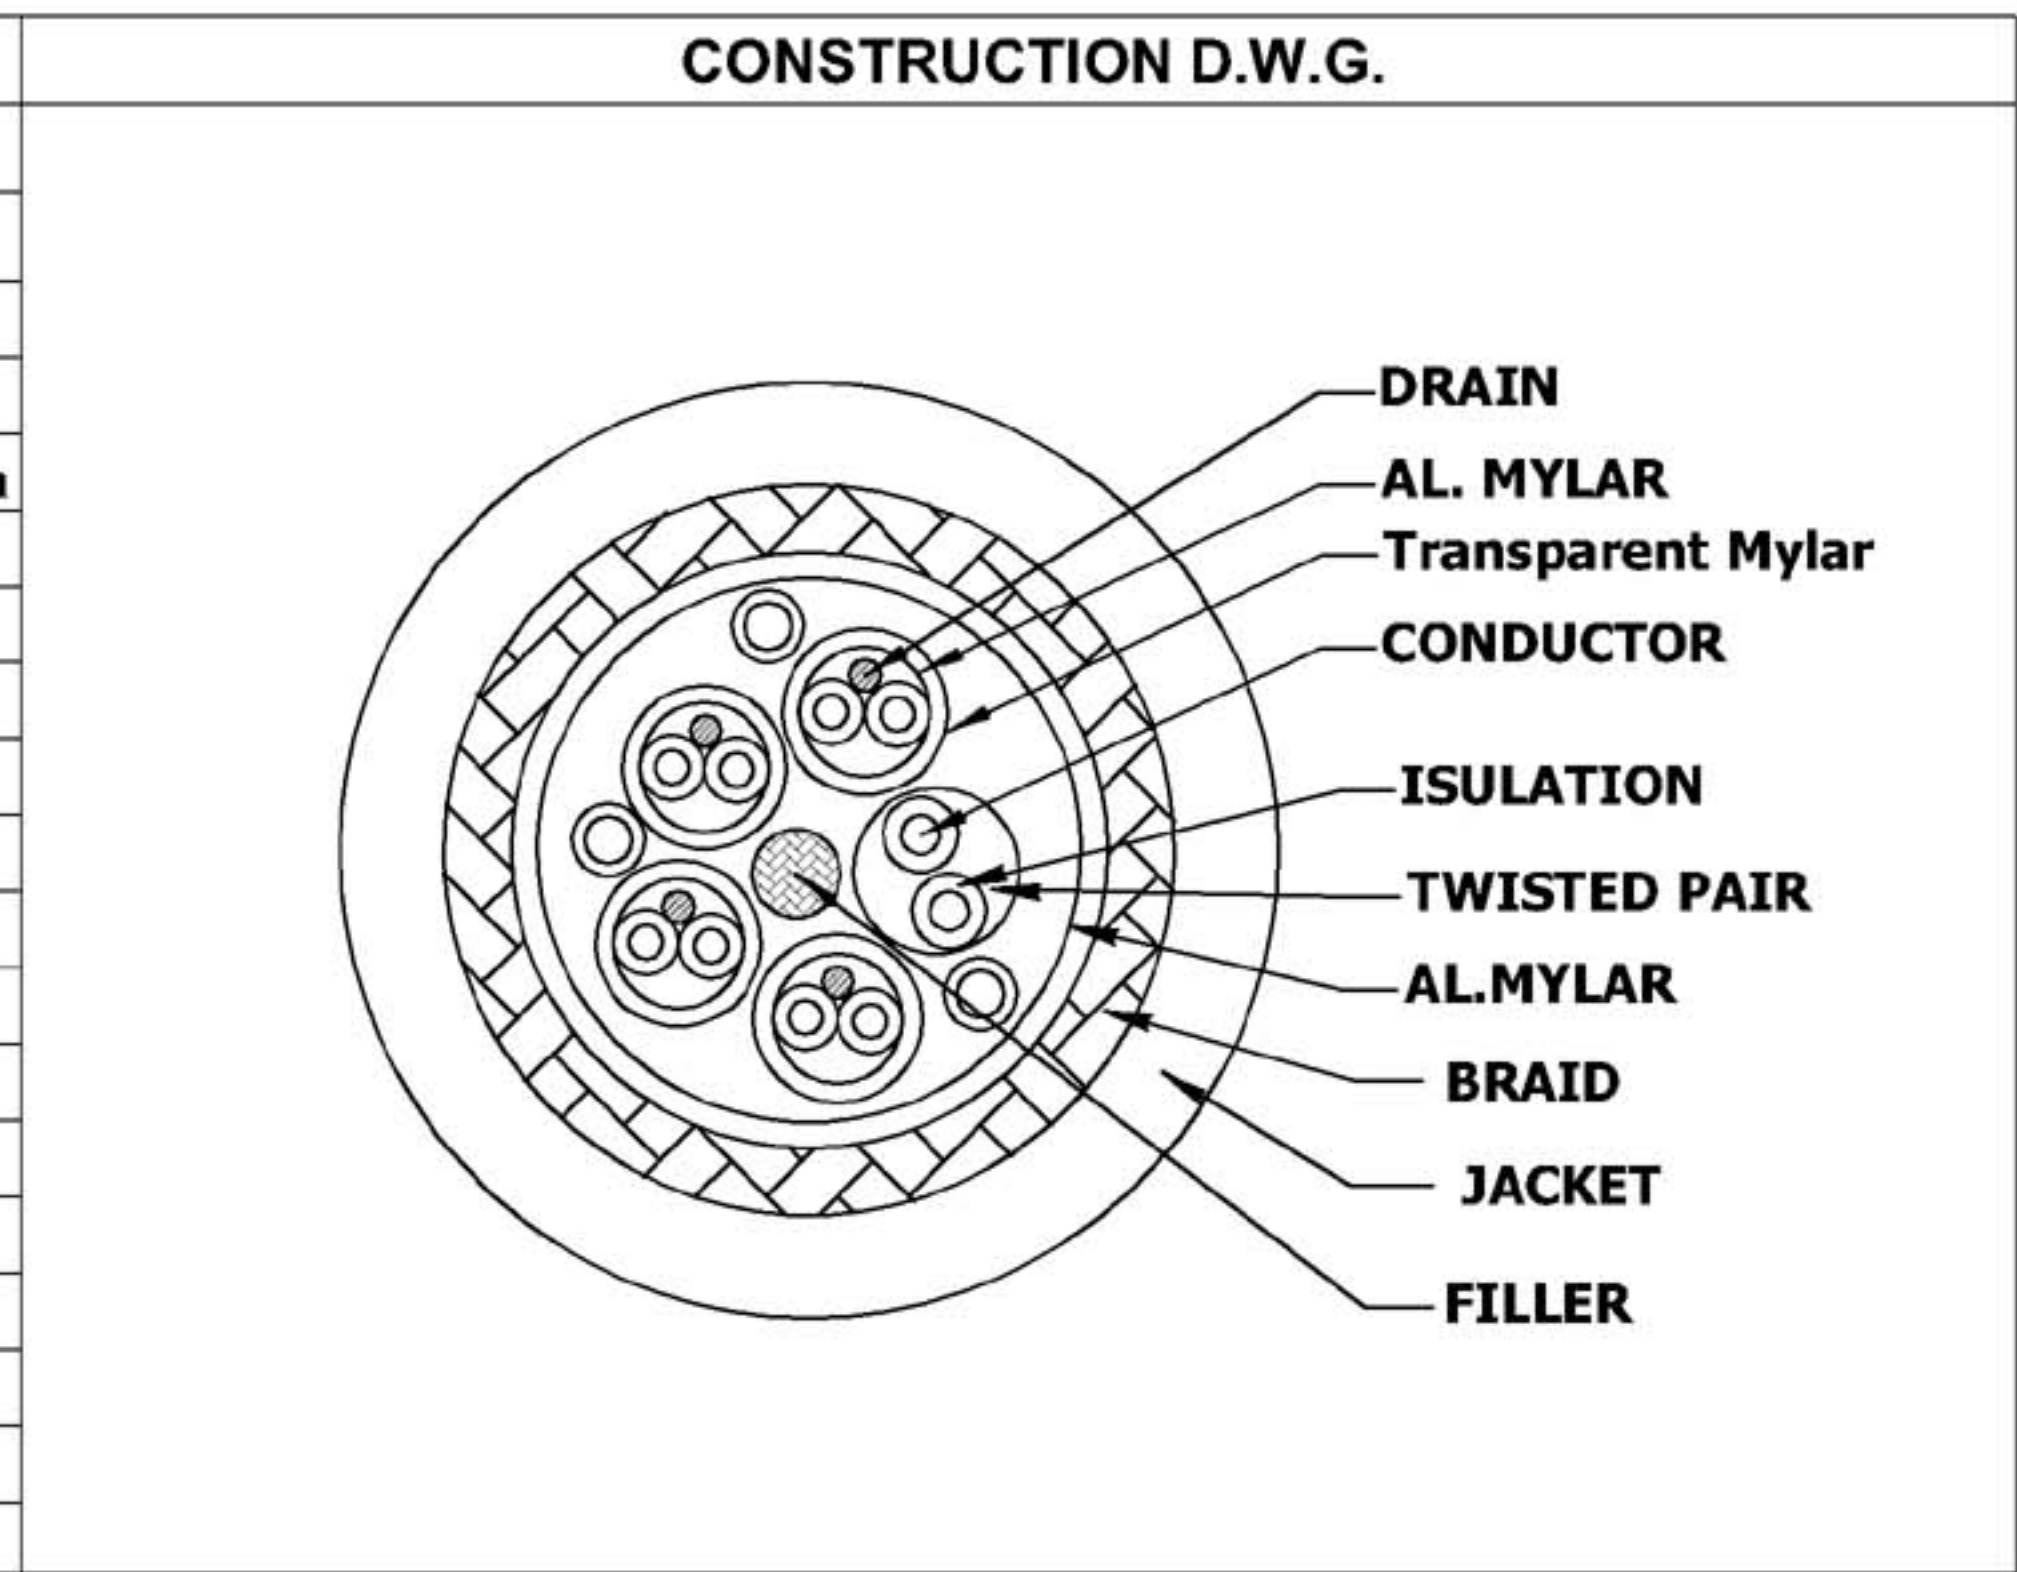 CONSTRUCTION D.W.G.
DRAIN
AL. MYLAR
Transparent Mylar
CONDUCTOR
ISULATION
TWISTED PAIR
AL.MYLAR
BRAID
JACKET
FILLER